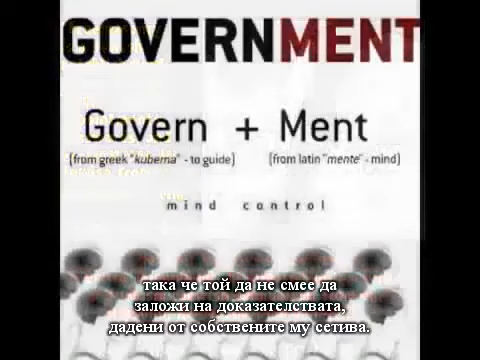 GOVERNMENT
Govern + Ment
(from greek "kuberna" - to guide) (from latin "mente" - mind)
mind control
така че той да не смее да
заложи на доказателствата,
дадени от собствените му сетива.